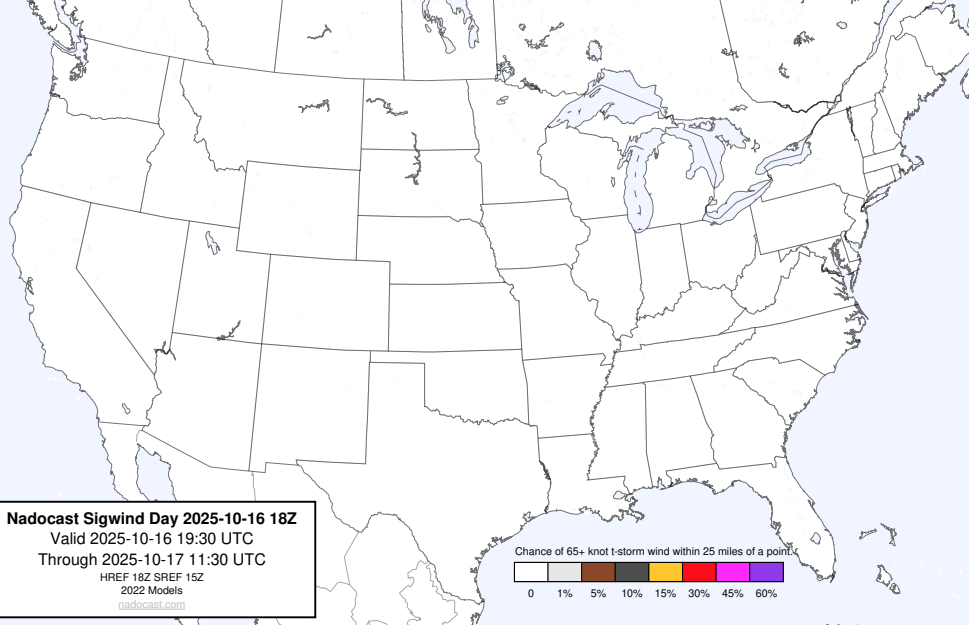 Nadocast Sigwind Day 2025-10-16 18Z
Valid 2025-10-16 19:30 UTC
Through 2025-10-17 11:30 UTC
HREF 18Z SREF 15Z
2022 Models
nadocast.com
Chance of 65+ knot t-storm wind within 25 miles of a point.
0 1% 5% 10% 15% 30% 45% 60%